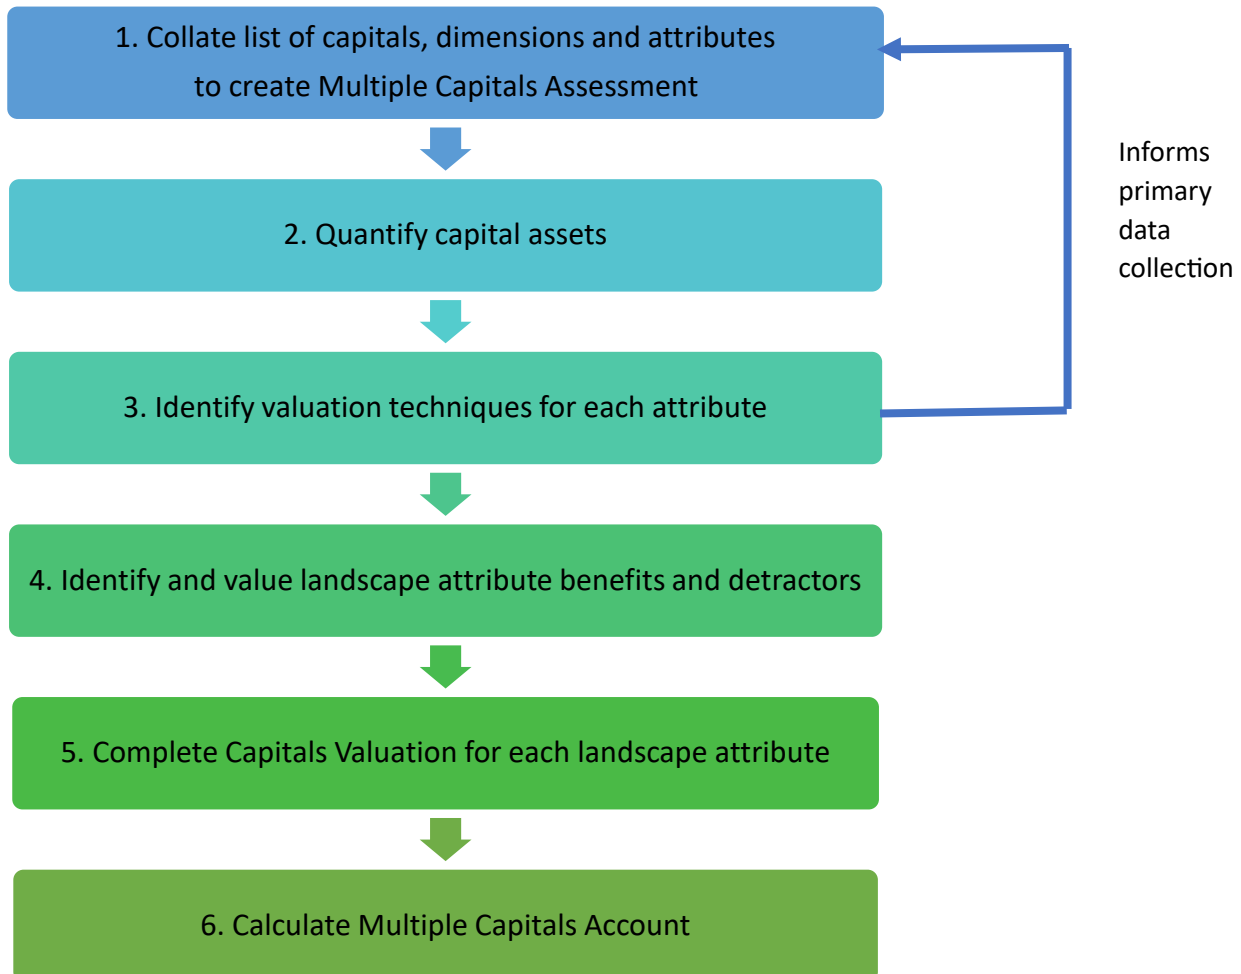 1. Collate list of capitals, dimensions and attributes
to create Multiple Capitals Assessment
Informs
primary
data
collection
2. Quantify capital assets
3. Identify valuation techniques for each attribute
4. Identify and value landscape attribute benefits and detractors
5. Complete Capitals Valuation for each landscape attribute
6. Calculate Multiple Capitals Account